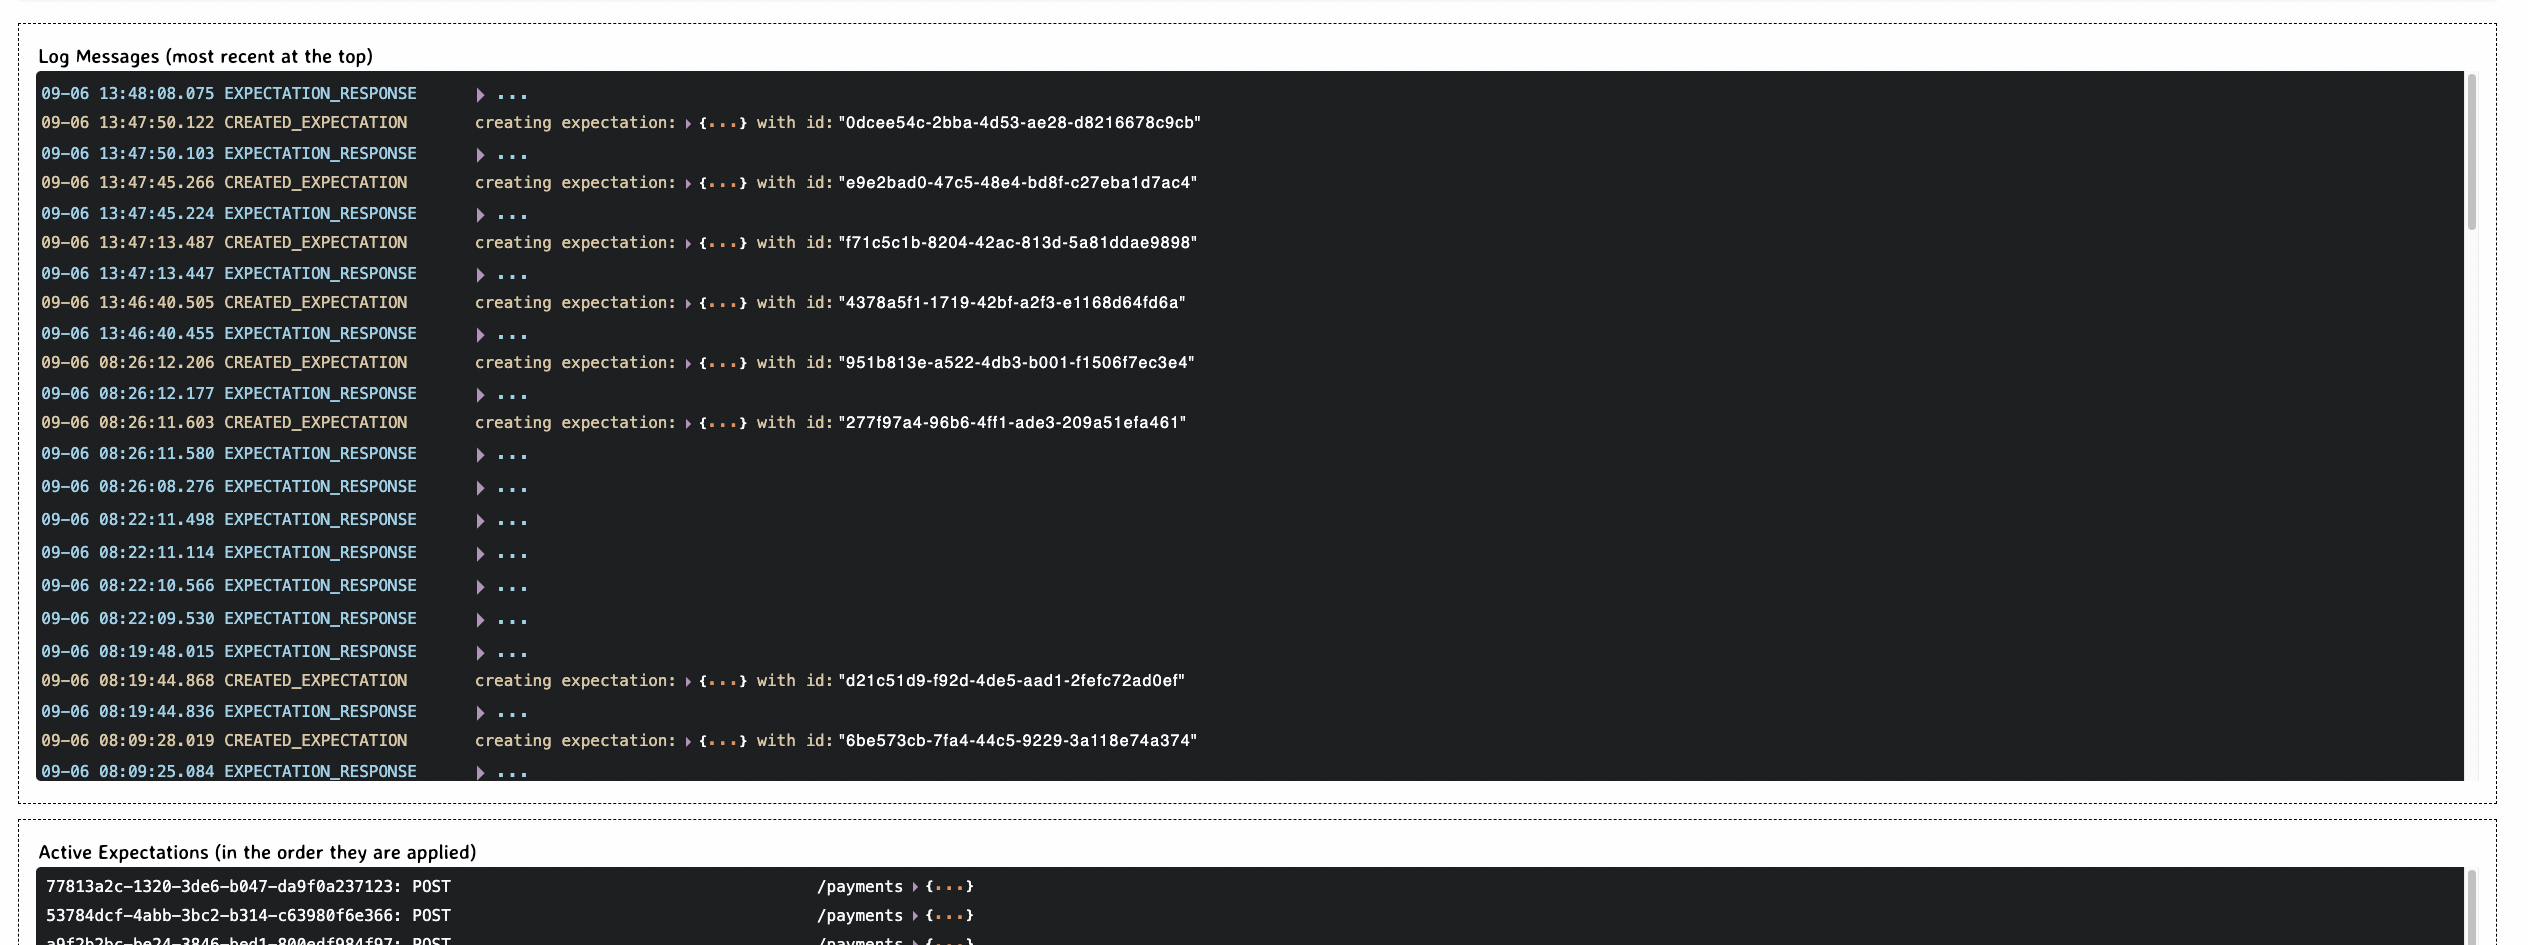 Log Messages (most recent at the top)
09-06 13:48:08.075 EXPECTATION_RESPONSE ...
09-06 13:47:50.122 CREATED_EXPECTATION creating expectation: {...} with id: "0dcee54c-2bba-4d53-ae28-d8216678c9cb"
09-06 13:47:50.103 EXPECTATION_RESPONSE ...
09-06 13:47:45.266 CREATED_EXPECTATION creating expectation: {...} with id: "e9e2bad0-47c5-48e4-bd8f-c27eba1d7ac4"
09-06 13:47:45.224 EXPECTATION_RESPONSE ...
09-06 13:47:13.487 CREATED_EXPECTATION creating expectation: {...} with id: "f71c5c1b-8204-42ac-813d-5a81ddae9898"
09-06 13:47:13.447 EXPECTATION_RESPONSE ...
09-06 13:46:40.505 CREATED_EXPECTATION creating expectation: {...} with id: "4378a5f1-1719-42bf-a2f3-e1168d64fd6a"
09-06 13:46:40.455 EXPECTATION_RESPONSE ...
09-06 08:26:12.206 CREATED_EXPECTATION creating expectation: {...} with id: "951b813e-a522-4db3-b001-f1506f7ec3e4"
09-06 08:26:12.177 EXPECTATION_RESPONSE ...
09-06 08:26:11.603 CREATED_EXPECTATION creating expectation: {...} with id: "277f97a4-96b6-4ff1-ade3-209a51efa461"
09-06 08:26:11.580 EXPECTATION_RESPONSE ...
09-06 08:26:08.276 EXPECTATION_RESPONSE ...
09-06 08:22:11.498 EXPECTATION_RESPONSE ...
09-06 08:22:11.114 EXPECTATION_RESPONSE ...
09-06 08:22:10.566 EXPECTATION_RESPONSE ...
09-06 08:22:09.530 EXPECTATION_RESPONSE ...
09-06 08:19:48.015 EXPECTATION_RESPONSE ...
09-06 08:19:44.868 CREATED_EXPECTATION creating expectation: {...} with id: "d21c51d9-f92d-4de5-aad1-2fefc72ad0ef"
09-06 08:19:44.836 EXPECTATION_RESPONSE ...
09-06 08:09:28.019 CREATED_EXPECTATION creating expectation: {...} with id: "6be573cb-7fa4-44c5-9229-3a118e74a374"
09-06 08:09:25.084 EXPECTATION_RESPONSE ...
Active Expectations (in the order they are applied)
77813a2c-1320-3de6-b047-da9f0a237123: POST /payments {...}
53784dcf-4abb-3bc2-b314-c63980f6e366: POST /payments {...}
POST /payments {...}